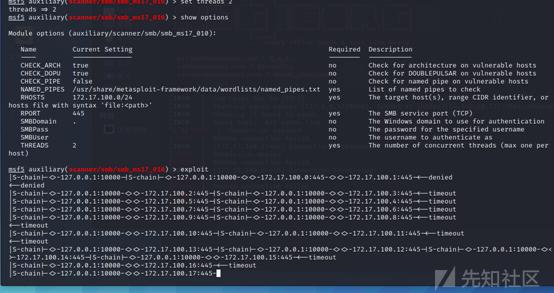 msf5 auxiliary(scanner/smb/smb_ms17_010) > set threads 2
threads => 2
msf5 auxiliary(scanner/smb/smb_ms17_010) > show options
Module options (auxiliary/scanner/smb/smb_ms17_010):
Name Current Setting Required Description
CHECK_ARCH true no Check for architecture on vulnerable hosts
CHECK_DOPU true no Check for DOUBLEPULSAR on vulnerable hosts
CHECK_PIPE false no Check for named pipe on vulnerable hosts
NAMED_PIPES /usr/share/metasploit-framework/data/wordlists/named_pipes.txt yes List of named pipes to check
RHOSTS 172.17.100.0/24 yes The target host(s), range CIDR identifier, or
hosts file with syntax 'file:<path>'
RPORT 445 yes The SMB service port (TCP)
SMBDomain . no The Windows domain to use for authentication
SMBPass no The password for the specified username
SMBUser no The username to authenticate as
THREADS 2 yes The number of concurrent threads (max one per
host)
msf5 auxiliary(scanner/smb/smb_ms17_010) > exploit
|S-chain|-<>-127.0.0.1:10000-|S-chain|-<>-127.0.0.1:10000-<><>-172.17.100.0:445-<><>-172.17.100.1:445-<--denied
<--denied
|S-chain|-<>-127.0.0.1:10000-<><>-172.17.100.2:445-|S-chain|-<>-127.0.0.1:10000-<><>-172.17.100.3:445-<--timeout
|S-chain|-<>-127.0.0.1:10000-<><>-172.17.100.5:445-|S-chain|-<>-127.0.0.1:10000-<><>-172.17.100.4:445-<--timeout
|S-chain|-<>-127.0.0.1:10000-<><>-172.17.100.7:445-|S-chain|-<>-127.0.0.1:10000-<><>-172.17.100.6:445-<--timeout
|S-chain|-<>-127.0.0.1:10000-<><>-172.17.100.9:445-|S-chain|-<>-127.0.0.1:10000-<><>-172.17.100.8:445-<--timeout
<--timeout
|S-chain|-<>-127.0.0.1:10000-<><>-172.17.100.10:445-|S-chain|-<>-127.0.0.1:10000-<><>-172.17.100.11:445-<--timeout
<--timeout
|S-chain|-<>-127.0.0.1:10000-<><>-172.17.100.13:445-|S-chain|-<>-127.0.0.1:10000-<><>-172.17.100.12:445-|S-chain|-<>-127.0.0.1:10000-<><
>-172.17.100.14:445-|S-chain|-<>-127.0.0.1:10000-<><>-172.17.100.15:445-<--timeout
|S-chain|-<>-127.0.0.1:10000-<><>-172.17.100.16:445-<--timeout
|S-chain|-<>-127.0.0.1:10000-<><>-172.17.100.17:445-
先知社区